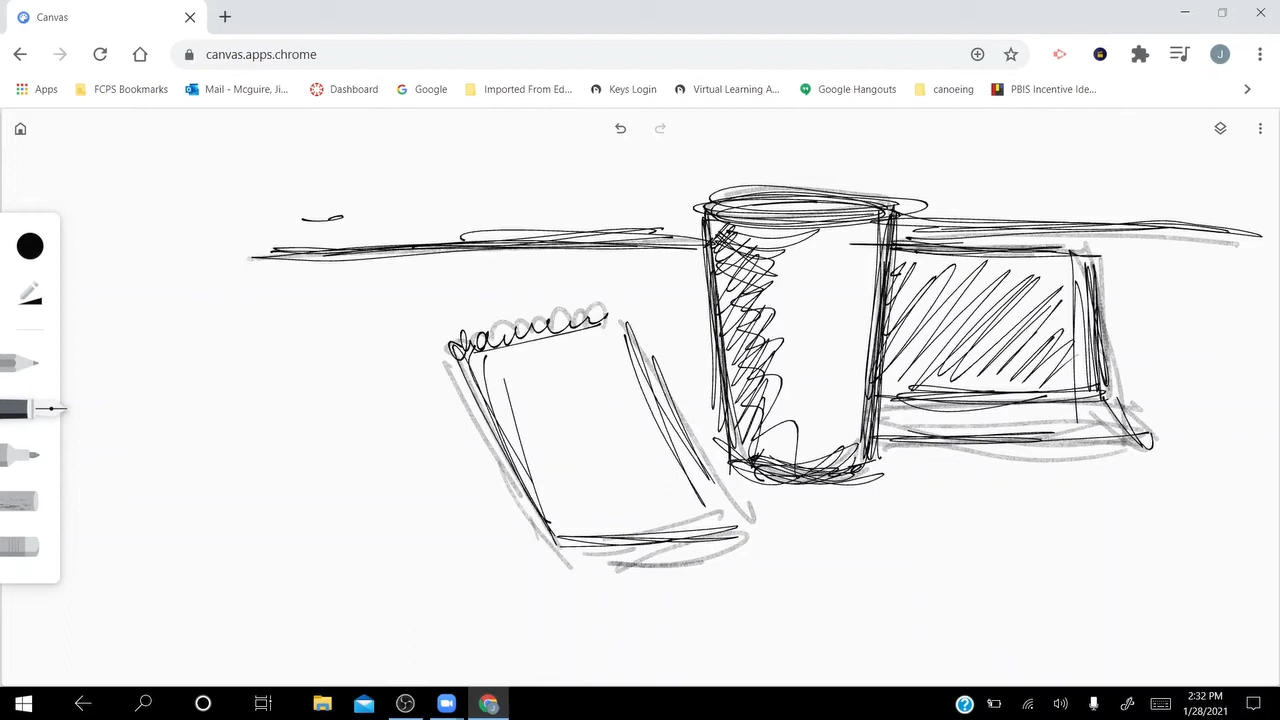 Canvas
canvas.apps.chrome
J
Apps FCPS Bookmarks Mail - Mcguire, Ji... Dashboard Google Imported From Ed... Keys Login Virtual Learning A... Google Hangouts canoeing PBIS Incentive Ide...
2:32 PM
1/28/2021